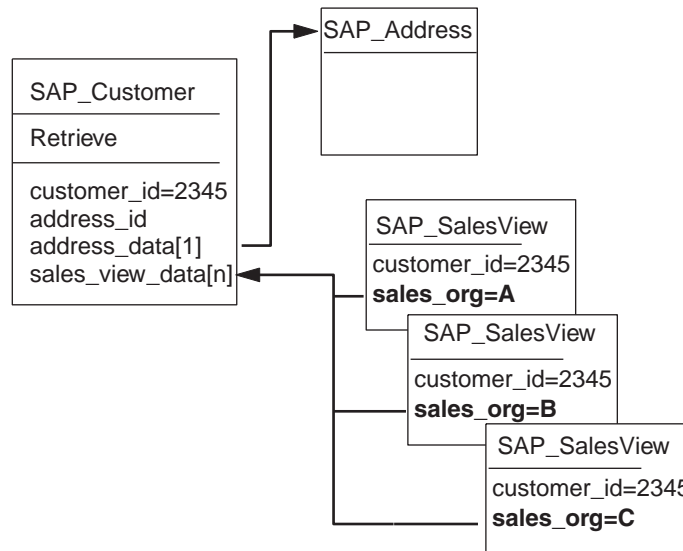 SAP_Address
SAP_Customer
Retrieve
customer_id=2345
address_id
address_data[1]
sales_view_data[n]
SAP_SalesView
customer_id=2345
sales_org=A
SAP_SalesView
customer_id=2345
sales_org=B
SAP_SalesView
customer_id=2345
sales_org=C